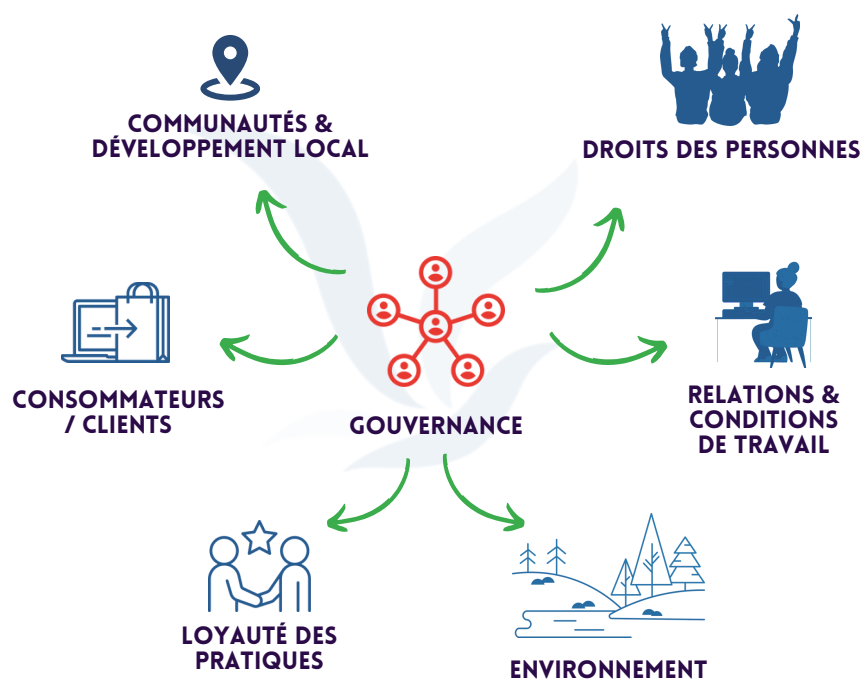 COMMUNAUTÉS &
DÉVELOPPEMENT LOCAL
DROITS DES PERSONNES
CONSOMMATEURS
/ CLIENTS
GOUVERNANCE
RELATIONS &
CONDITIONS
DE TRAVAIL
LOYAUTÉ DES
PRATIQUES
ENVIRONNEMENT